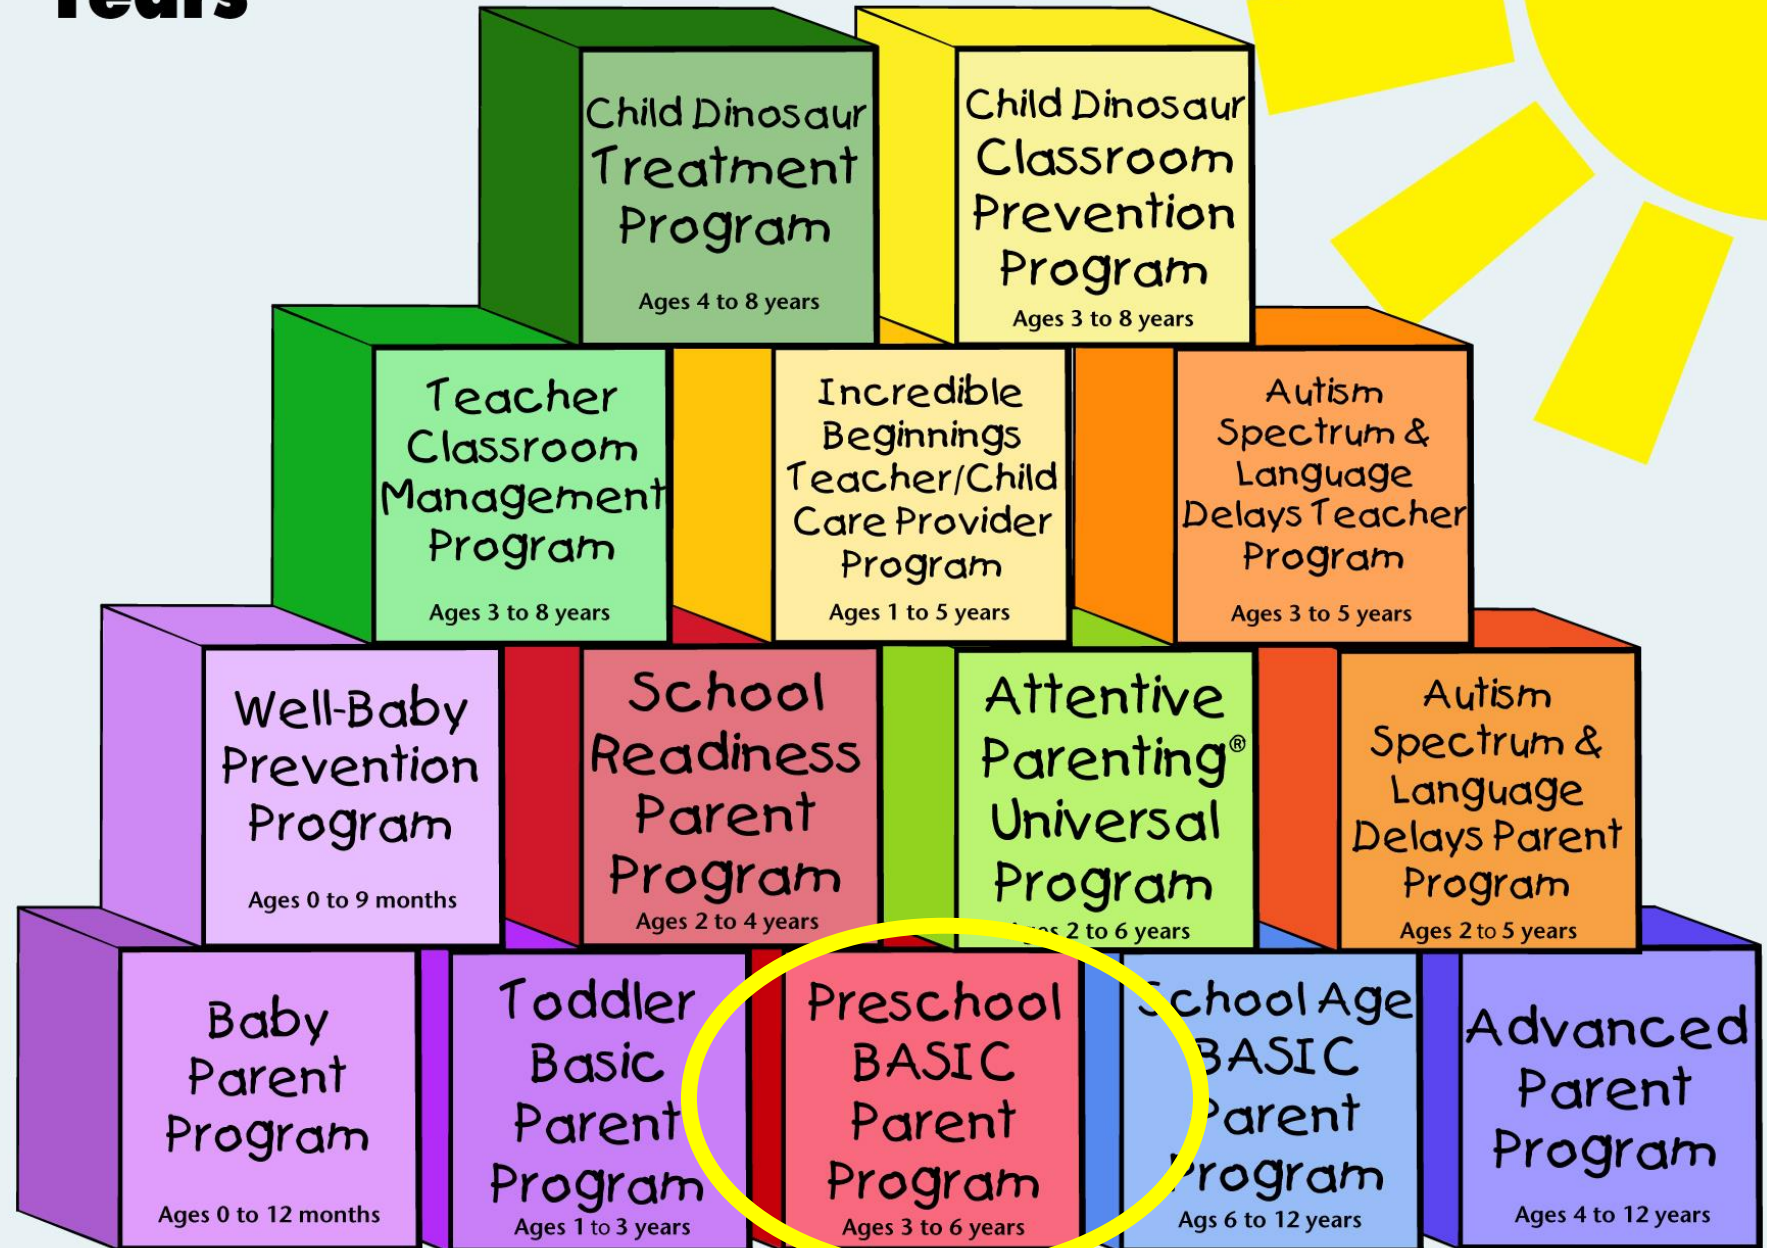 Years
Child Dinosaur
Treatment
Program
Ages 4 to 8 years
Child Dinosaur
Classroom
Prevention
Program
Ages 3 to 8 years
Teacher
Classroom
Management
Program
Ages 3 to 8 years
Incredible
Beginnings
Teacher/Child
Care Provider
Program
Ages 1 to 5 years
Autism
Spectrum &
Language
Delays Teacher
Program
Ages 3 to 5 years
Well-Baby
Prevention
Program
Ages 0 to 9 months
School
Readiness
Parent
Program
Ages 2 to 4 years
Attentive
Parenting®
Universal
Program
Ages 2 to 6 years
Autism
Spectrum &
Language
Delays Parent
Program
Ages 2 to 5 years
Baby
Parent
Program
Ages 0 to 12 months
Toddler
Basic
Parent
Program
Ages 1 to 3 years
Preschool
BASIC
Parent
Program
Ages 3 to 6 years
School Age
BASIC
Parent
Program
Ags 6 to 12 years
Advanced
Parent
Program
Ages 4 to 12 years